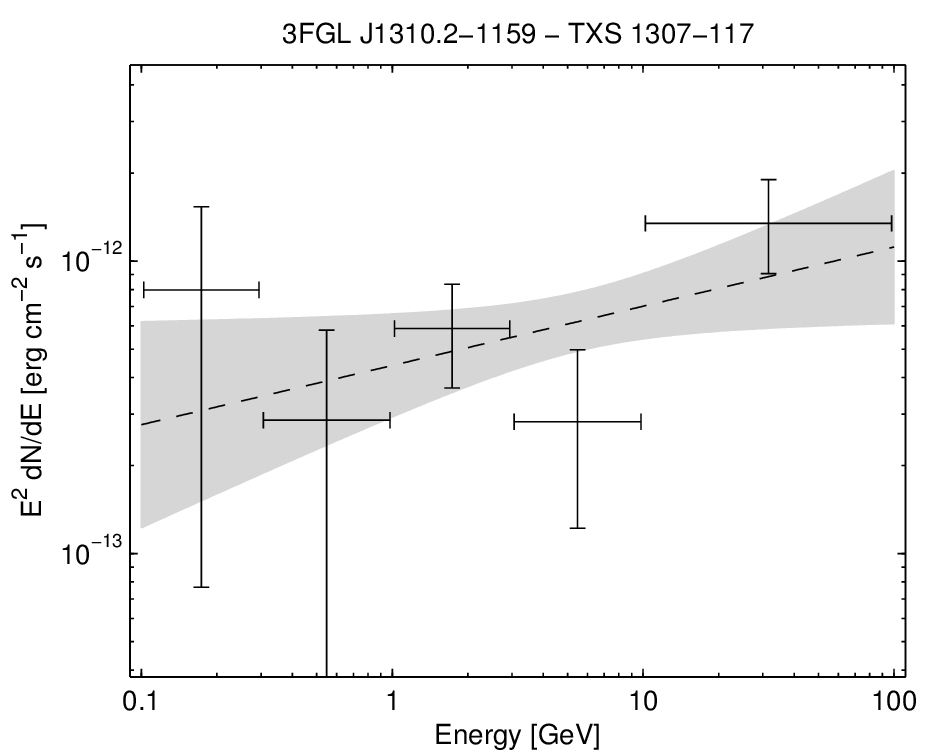 3FGL J1310.2−1159 − TXS 1307−117
E² dN/dE [erg cm⁻² s⁻¹]
10⁻¹²
10⁻¹³
0.1 1 10 100
Energy [GeV]